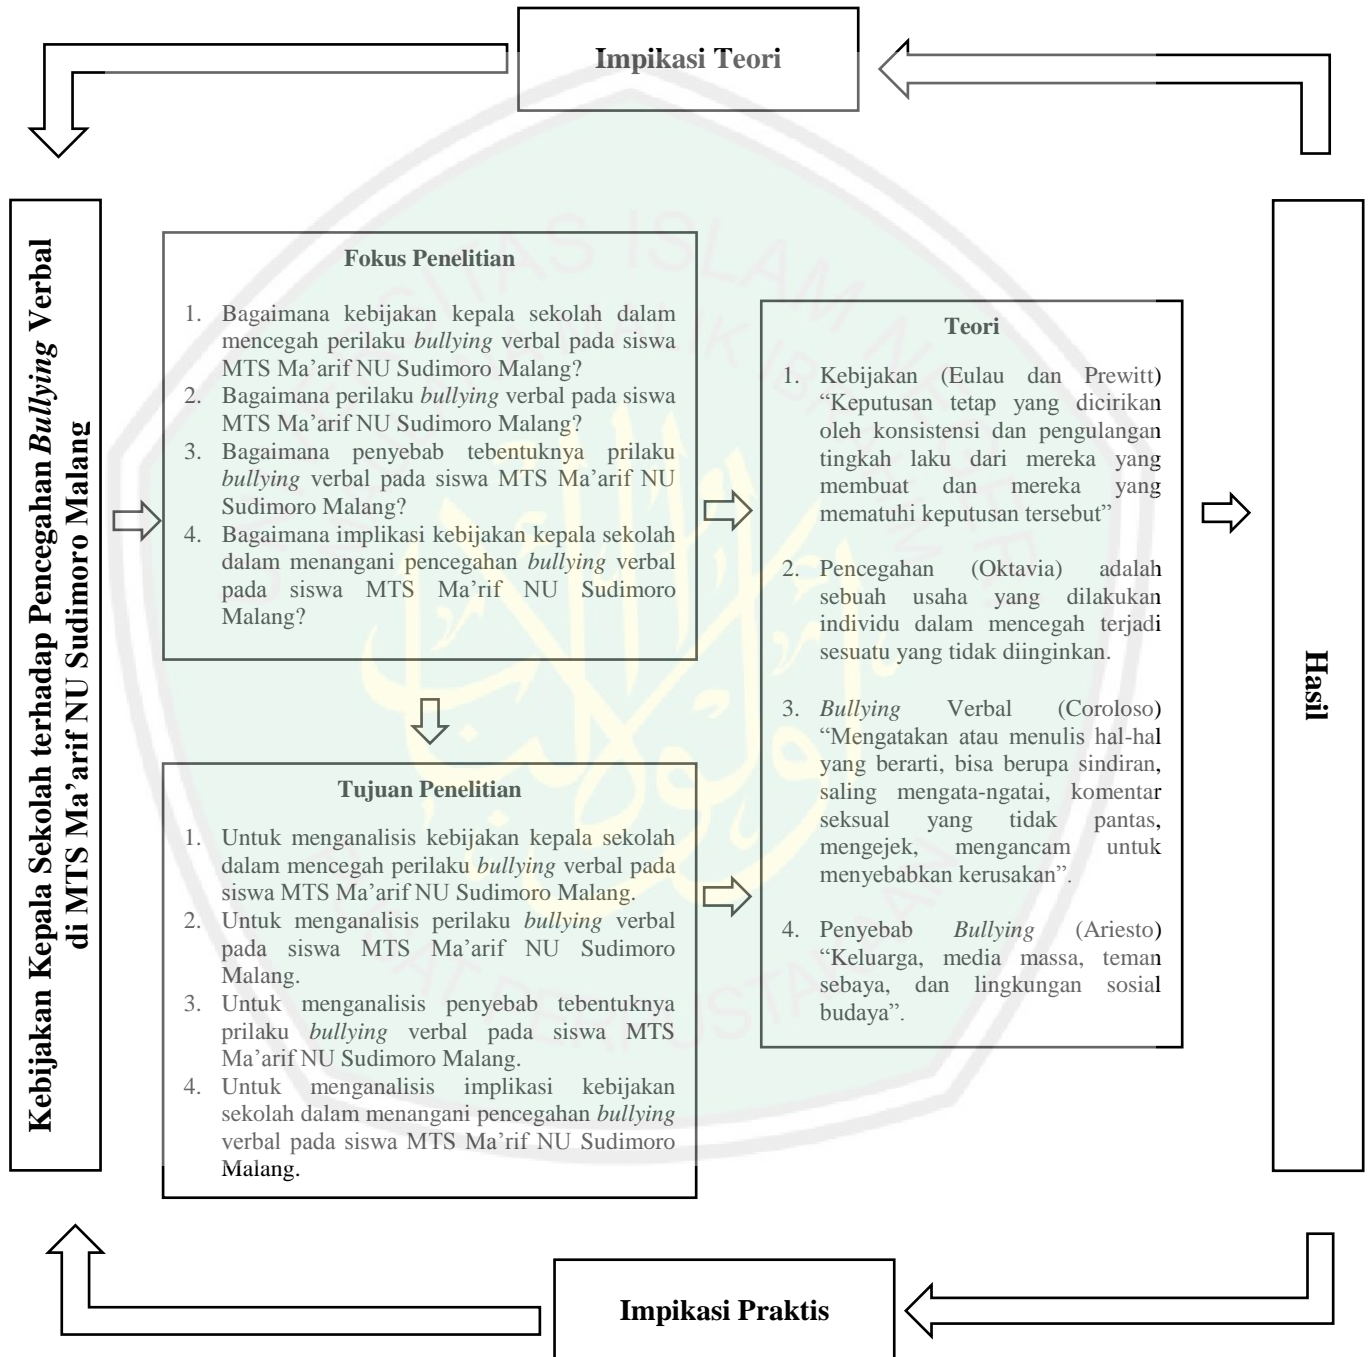 Impikasi Teori
Kebijakan Kepala Sekolah terhadap Pencegahan Bullying Verbal
di MTS Ma’arif NU Sudimoro Malang
Fokus Penelitian
1. Bagaimana kebijakan kepala sekolah dalam
mencegah perilaku bullying verbal pada siswa
MTS Ma’arif NU Sudimoro Malang?
2. Bagaimana perilaku bullying verbal pada siswa
MTS Ma’arif NU Sudimoro Malang?
3. Bagaimana penyebab tebentuknya prilaku
bullying verbal pada siswa MTS Ma’arif NU
Sudimoro Malang?
4. Bagaimana implikasi kebijakan kepala sekolah
dalam menangani pencegahan bullying verbal
pada siswa MTS Ma’rif NU Sudimoro
Malang?
Tujuan Penelitian
1. Untuk menganalisis kebijakan kepala sekolah
dalam mencegah perilaku bullying verbal pada
siswa MTS Ma’arif NU Sudimoro Malang.
2. Untuk menganalisis perilaku bullying verbal
pada siswa MTS Ma’arif NU Sudimoro
Malang.
3. Untuk menganalisis penyebab tebentuknya
prilaku bullying verbal pada siswa MTS
Ma’arif NU Sudimoro Malang.
4. Untuk menganalisis implikasi kebijakan
sekolah dalam menangani pencegahan bullying
verbal pada siswa MTS Ma’rif NU Sudimoro
Malang.
Teori
1. Kebijakan (Eulau dan Prewitt)
“Keputusan tetap yang dicirikan
oleh konsistensi dan pengulangan
tingkah laku dari mereka yang
membuat dan mereka yang
mematuhi keputusan tersebut”
2. Pencegahan (Oktavia) adalah
sebuah usaha yang dilakukan
individu dalam mencegah terjadi
sesuatu yang tidak diinginkan.
3. Bullying Verbal (Coroloso)
“Mengatakan atau menulis hal-hal
yang berarti, bisa berupa sindiran,
saling mengata-ngatai, komentar
seksual yang tidak pantas,
mengejek, mengancam untuk
menyebabkan kerusakan”.
4. Penyebab Bullying (Ariesto)
“Keluarga, media massa, teman
sebaya, dan lingkungan sosial
budaya”.
Hasil
Impikasi Praktis